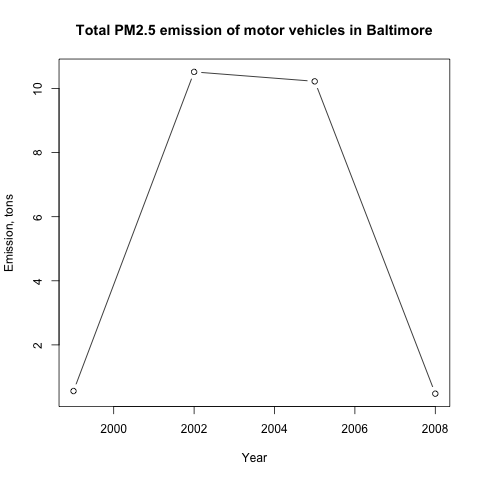 Total PM2.5 emission of motor vehicles in Baltimore
Emission, tons
10
8
6
4
2
2000 2002 2004 2006 2008
Year